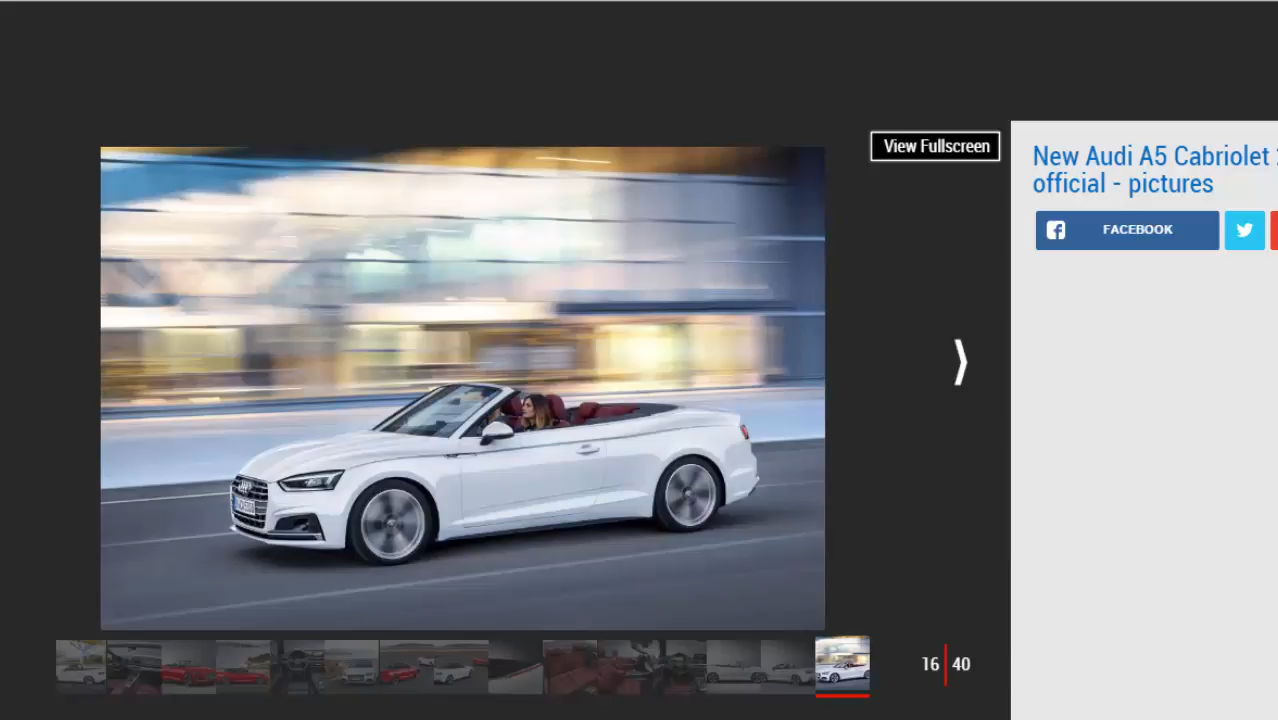 View Fullscreen
New Audi A5 Cabriolet
official - pictures
FACEBOOK
16 40